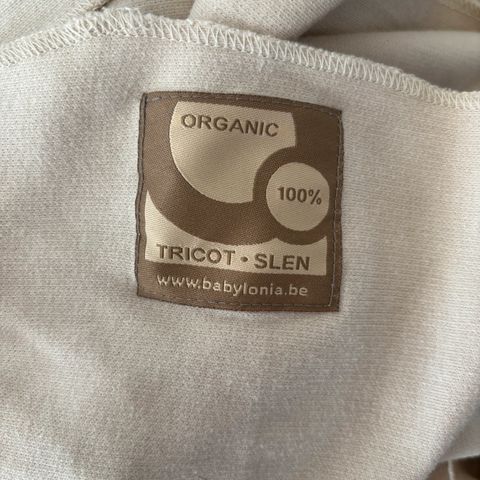 ORGANIC
100%
TRICOT • SLEN
www.babylonia.be